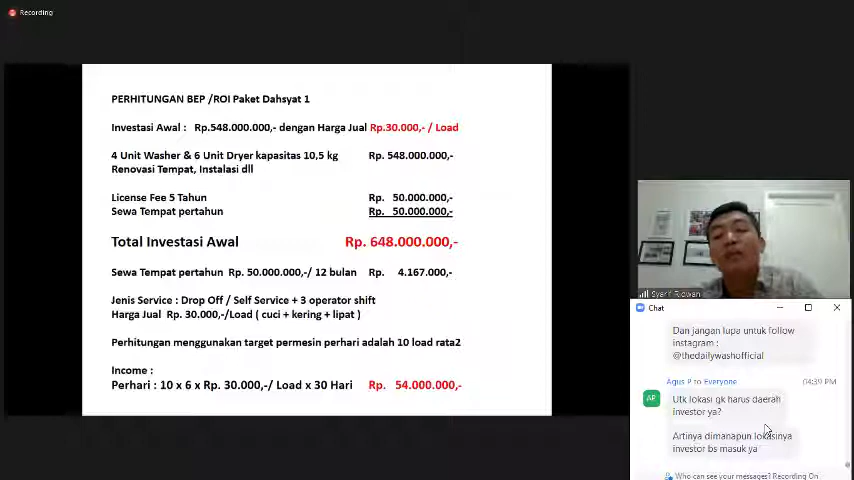 Recording
PERHITUNGAN BEP /ROI Paket Dahsyat 1
Investasi Awal : Rp.548.000.000,- dengan Harga Jual Rp.30.000,- / Load
4 Unit Washer & 6 Unit Dryer kapasitas 10,5 kg Rp. 548.000.000,-
Renovasi Tempat, Instalasi dll
License Fee 5 Tahun Rp. 50.000.000,-
Sewa Tempat pertahun Rp. 50.000.000,-
Total Investasi Awal Rp. 648.000.000,-
Sewa Tempat pertahun Rp. 50.000.000,-/ 12 bulan Rp. 4.167.000,-
Jenis Service : Drop Off / Self Service + 3 operator shift
Harga Jual Rp. 30.000,-/Load ( cuci + kering + lipat )
Perhitungan menggunakan target permesin perhari adalah 10 load rata2
Income :
Perhari : 10 x 6 x Rp. 30.000,-/ Load x 30 Hari Rp. 54.000.000,-
Syarif Ridwan
Chat
Dan jangan lupa untuk follow
instagram :
@thedailywashofficial
Agus P to Everyone 04:39 PM
AP
Utk lokasi gk harus daerah
investor ya?
Artinya dimanapun lokasinya
investor bs masuk ya
Who can see your messages? Recording On